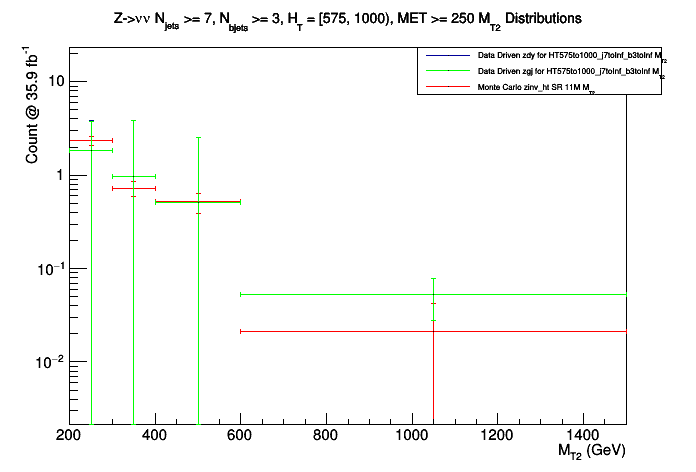 Z->νν N_jets >= 7, N_bjets >= 3, H_T = [575, 1000), MET >= 250 M_T2 Distributions
Data Driven zdy for HT575to1000_j7toInf_b3toInf M_T2
Data Driven zgj for HT575to1000_j7toInf_b3toInf M_T2
Monte Carlo zinv_ht SR 11M M_T2
Count @ 35.9 fb^-1
10
1
10^−1
10^−2
200 400 600 800 1000 1200 1400
M_T2 (GeV)